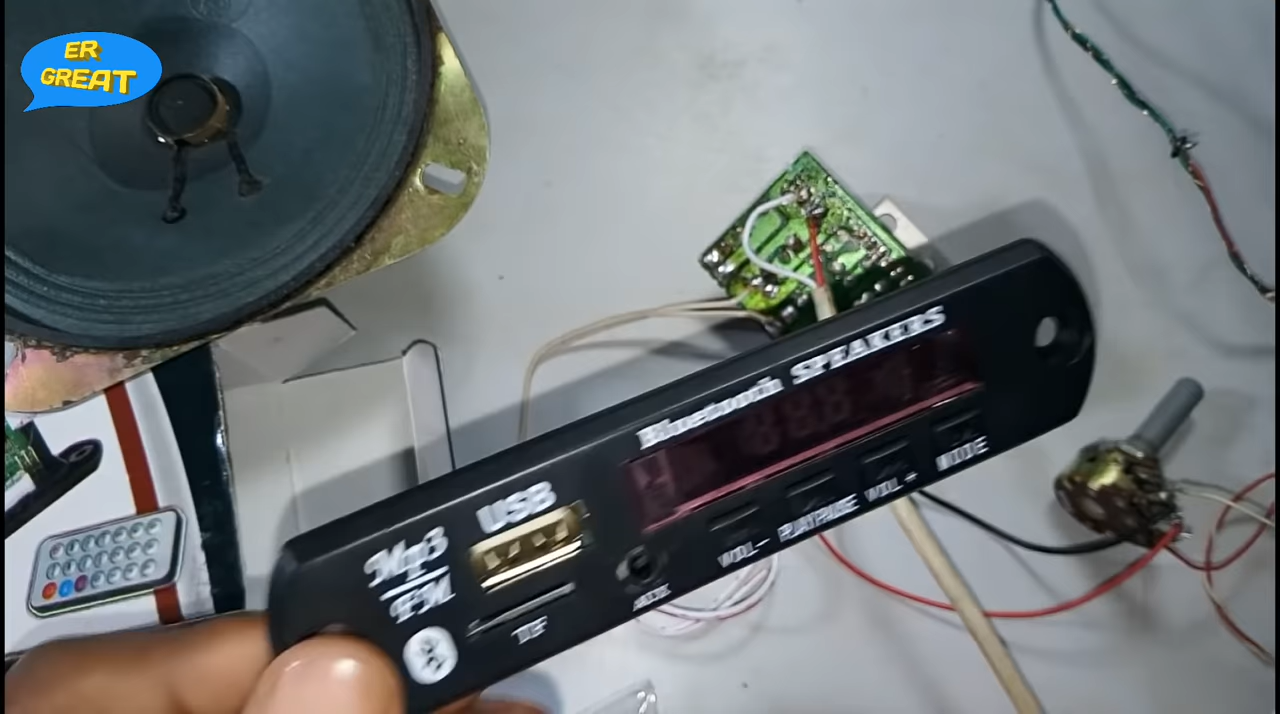 ER
GREAT
Bluetooth SPEAKERS
USB
Mp3
FM
AUX
TF
VOL-
PLAY/PAUSE
VOL+
MODE